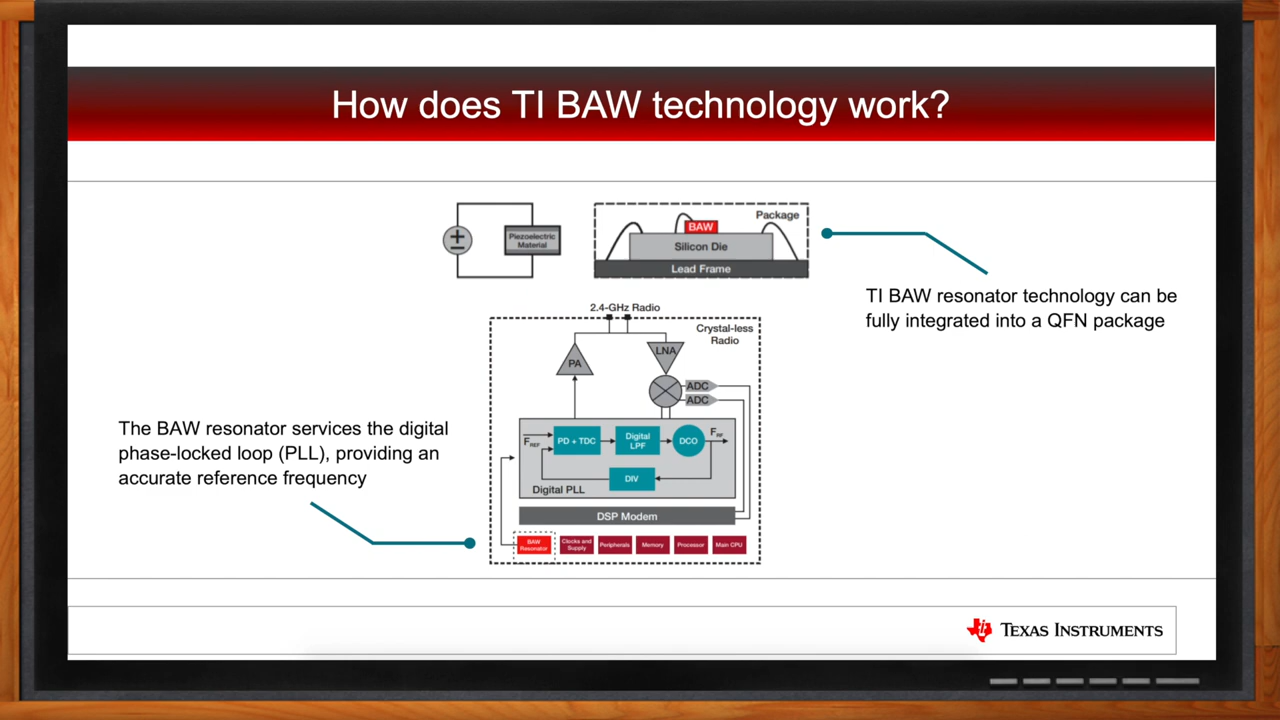 How does TI BAW technology work?
Piezoelectric
Material
Package
BAW
Silicon Die
Lead Frame
TI BAW resonator technology can be
fully integrated into a QFN package
2.4-GHz Radio
Crystal-less
Radio
PA
LNA
ADC
ADC
The BAW resonator services the digital
phase-locked loop (PLL), providing an
accurate reference frequency
FREF
PD + TDC
Digital
LPF
DCO
FRF
DIV
Digital PLL
DSP Modem
BAW
Resonator
Clocks and
Supply
Peripherals
Memory
Processor
Main CPU
TEXAS INSTRUMENTS